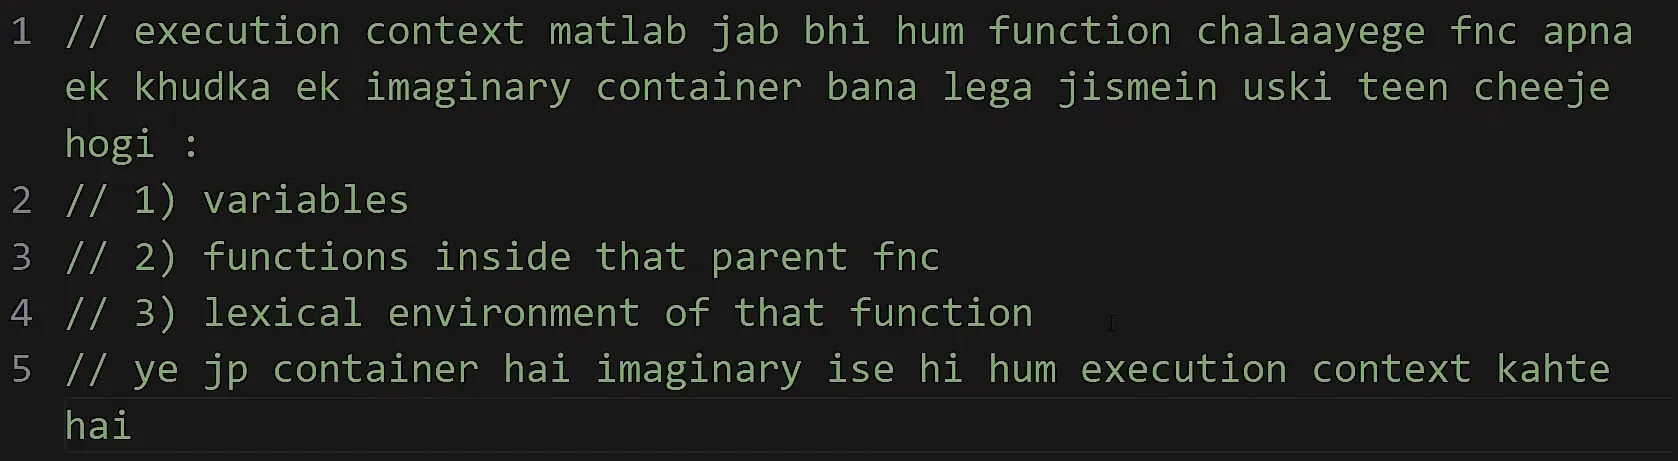 1 // execution context matlab jab bhi hum function chalaayege fnc apna
ek khudka ek imaginary container bana lega jismein uski teen cheeje
hogi :
2 // 1) variables
3 // 2) functions inside that parent fnc
4 // 3) lexical environment of that function
5 // ye jp container hai imaginary ise hi hum execution context kahte
hai